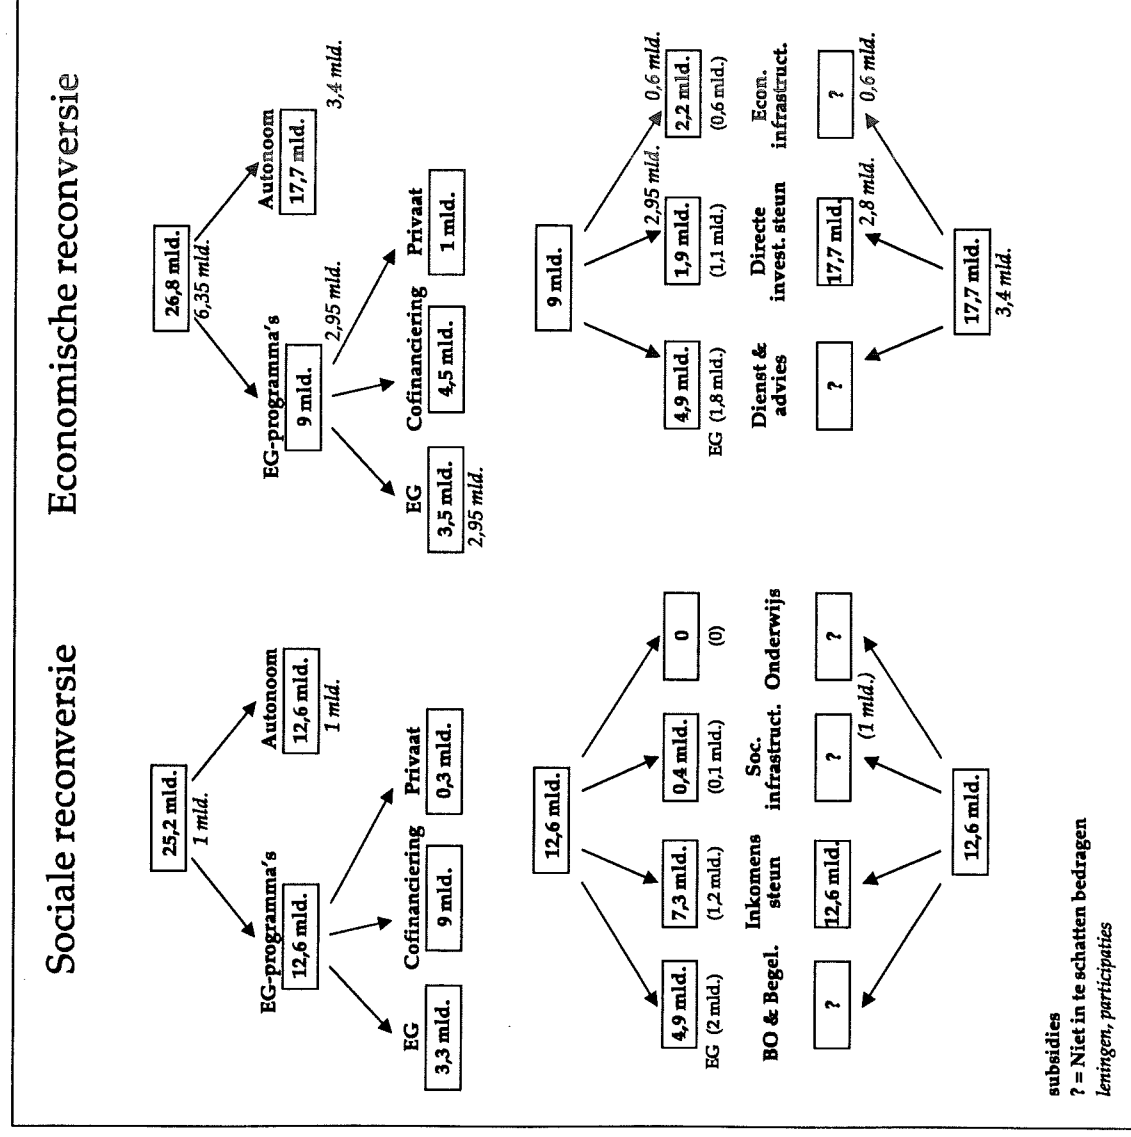 Sociale reconversie
25,2 mld.
1 mld.
EG-programma's
12,6 mld.
Autonoom
12,6 mld.
1 mld.
EG
3,3 mld.
Cofinanciering
9 mld.
Privaat
0,3 mld.
12,6 mld.
4,9 mld.
7,3 mld.
0,4 mld.
0
EG (2 mld.)
(1,2 mld.)
(0,1 mld.)
(0)
BO & Begel.
Inkomens
steun
Soc.
infrastruct.
Onderwijs
?
12,6 mld.
?
?
(1 mld.)
12,6 mld.
Economische reconversie
26,8 mld.
6,35 mld.
EG-programma's
9 mld.
2,95 mld.
Autonoom
17,7 mld.
3,4 mld.
EG
3,5 mld.
2,95 mld.
Cofinanciering
4,5 mld.
Privaat
1 mld.
9 mld.
2,95 mld.
0,6 mld.
4,9 mld.
1,9 mld.
2,2 mld.
EG (1,8 mld.)
(1,1 mld.)
(0,6 mld.)
Dienst &
advies
Directe
invest. steun
Econ.
infrastruct.
?
17,7 mld.
?
2,8 mld.
0,6 mld.
17,7 mld.
3,4 mld.
subsidies
? = Niet in te schatten bedragen
leningen, participaties